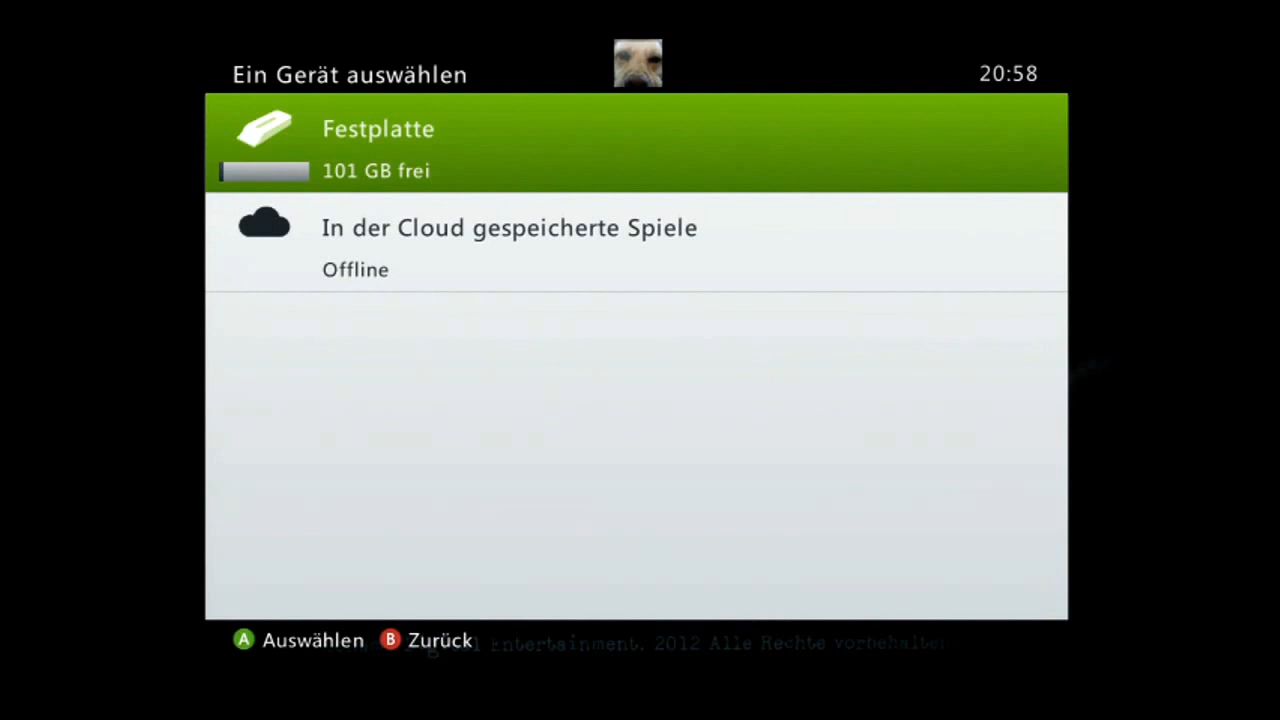 Ein Gerät auswählen
20:58
Festplatte
101 GB frei
In der Cloud gespeicherte Spiele
Offline
A Auswählen B Zurück
Entertainment. 2012 Alle Rechte vorbehalten